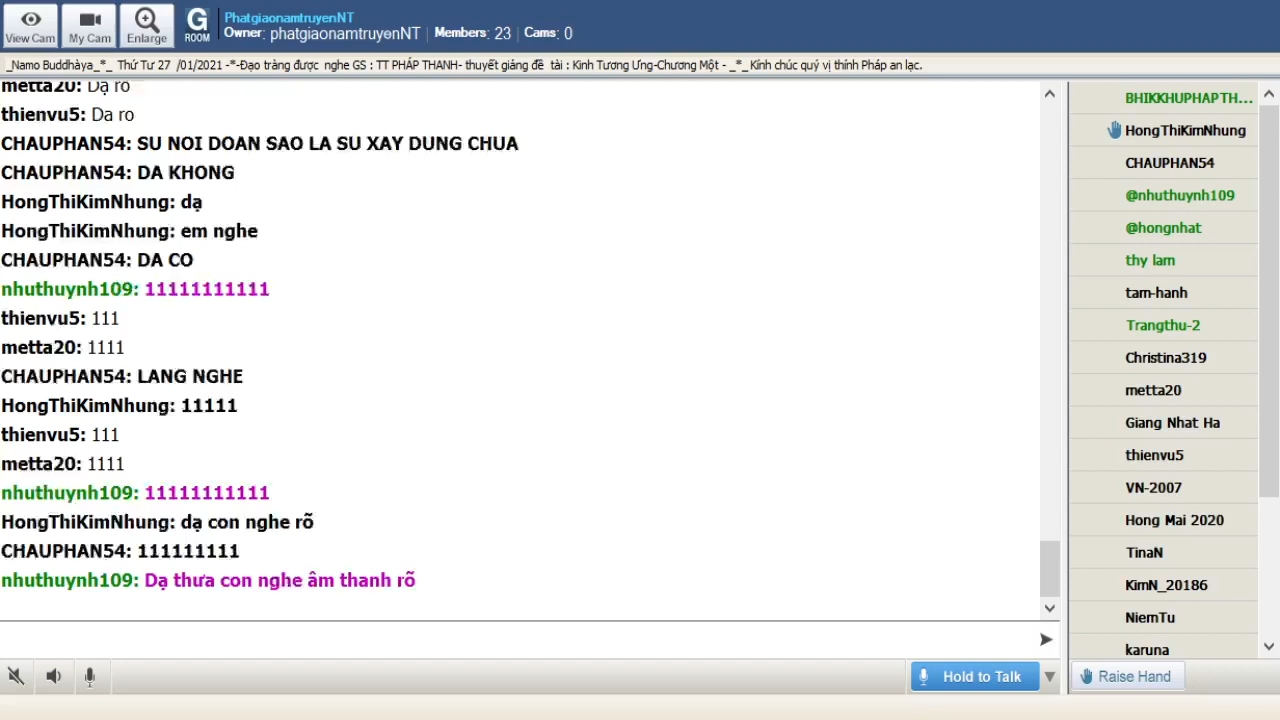 View Cam
My Cam
Enlarge
G
ROOM
PhatgiaonamtruyenNT
Owner: phatgiaonamtruyenNT | Members: 23 | Cams: 0
_Namo Buddhàya_*_ Thứ Tư 27 /01/2021 -*-Đạo tràng được nghe GS : TT PHÁP THANH- thuyết giảng đề tài : Kinh Tương Ưng-Chương Một - _*_Kính chúc quý vị thính Pháp an lạc.
metta20: Dạ rõ
thienvu5: Da ro
CHAUPHAN54: SU NOI DOAN SAO LA SU XAY DUNG CHUA
CHAUPHAN54: DA KHONG
HongThiKimNhung: dạ
HongThiKimNhung: em nghe
CHAUPHAN54: DA CO
nhuthuynh109: 11111111111
thienvu5: 111
metta20: 1111
CHAUPHAN54: LANG NGHE
HongThiKimNhung: 11111
thienvu5: 111
metta20: 1111
nhuthuynh109: 11111111111
HongThiKimNhung: dạ con nghe rõ
CHAUPHAN54: 111111111
nhuthuynh109: Dạ thưa con nghe âm thanh rõ
Hold to Talk
BHIKKHUPHAPTH...
HongThiKimNhung
CHAUPHAN54
@nhuthuynh109
@hongnhat
thy lam
tam-hanh
Trangthu-2
Christina319
metta20
Giang Nhat Ha
thienvu5
VN-2007
Hong Mai 2020
TinaN
KimN_20186
NiemTu
karuna
Raise Hand